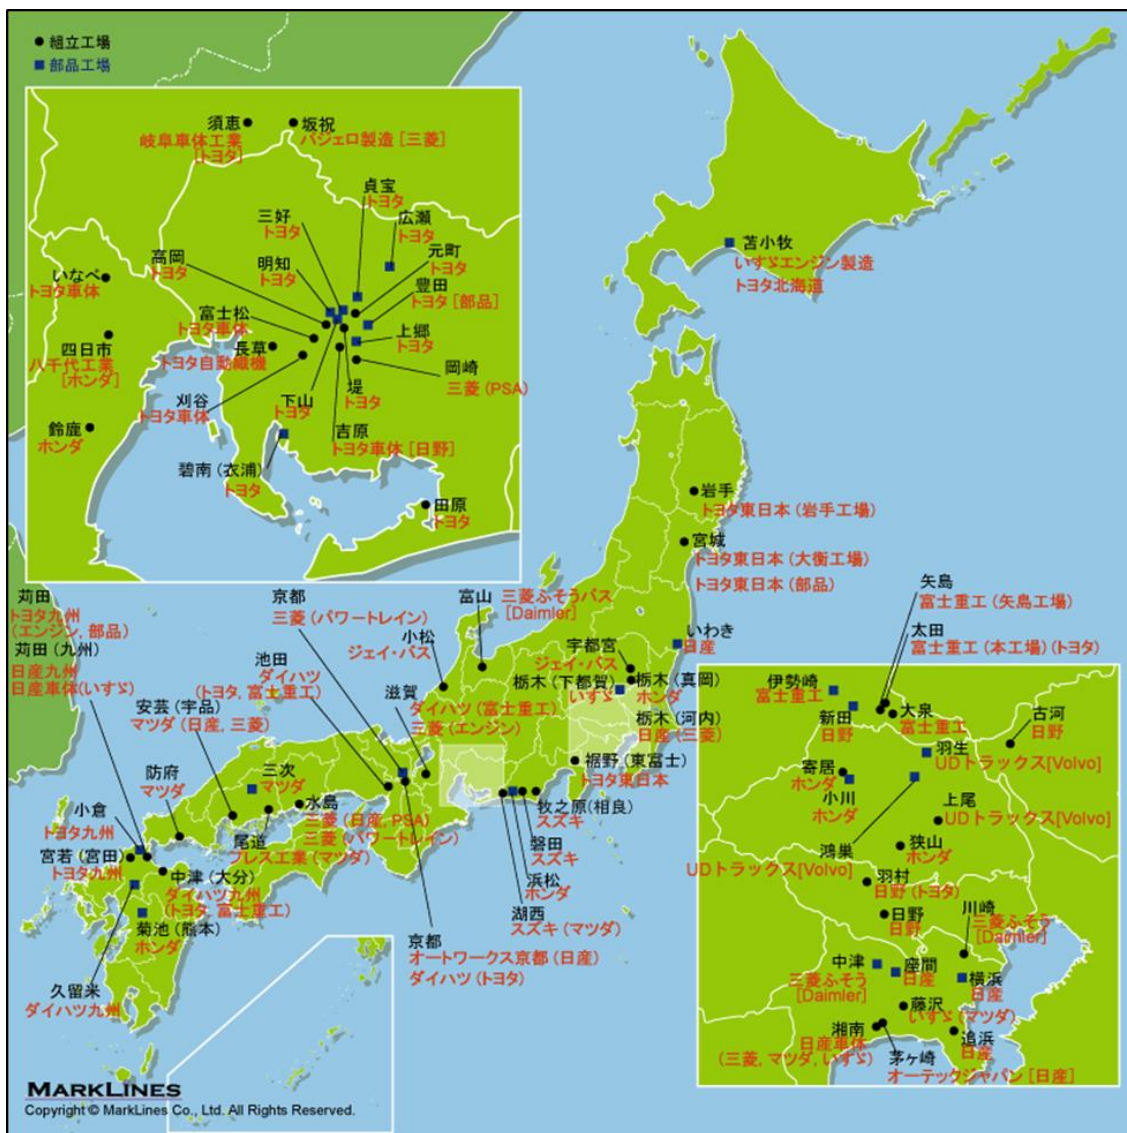 組立工場
部品工場
須恵
岐阜車体工業
[トヨタ]
坂祝
パジェロ製造 [三菱]
貞宝
トヨタ
三好
トヨタ
広瀬
トヨタ
高岡
トヨタ
明知
トヨタ
元町
トヨタ
豊田
トヨタ [部品]
いなべ
トヨタ車体
富士松
トヨタ車体
上郷
トヨタ
四日市
八千代工業
[ホンダ]
長草
トヨタ自動織機
岡崎
三菱 (PSA)
刈谷
トヨタ車体
下山
トヨタ
堤
トヨタ
鈴鹿
ホンダ
吉原
トヨタ車体 [日野]
碧南 (衣浦)
トヨタ
田原
トヨタ
苫小牧
いすゞエンジン製造
トヨタ北海道
岩手
トヨタ東日本 (岩手工場)
宮城
トヨタ東日本 (大衡工場)
トヨタ東日本 (部品)
苅田
トヨタ九州
(エンジン, 部品)
苅田 (九州)
日産九州
日産車体(いすゞ)
京都
三菱 (パワートレイン)
富山
三菱ふそうバス
[Daimler]
小松
ジェイ・バス
池田
ダイハツ
(トヨタ, 富士重工)
滋賀
ダイハツ (富士重工)
三菱 (エンジン)
宇都宮
ジェイ・バス
いわき
日産
栃木 (下都賀)
いすゞ
栃木 (真岡)
ホンダ
栃木 (河内)
日産 (三菱)
安芸 (宇品)
マツダ (日産, 三菱)
裾野 (東富士)
トヨタ東日本
防府
マツダ
三次
マツダ
水島
三菱 (日産, PSA)
三菱 (パワートレイン)
牧之原 (相良)
スズキ
小倉
トヨタ九州
尾道
プレス工業 (マツダ)
磐田
スズキ
宮若 (宮田)
トヨタ九州
中津 (大分)
ダイハツ九州
(トヨタ, 富士重工)
浜松
ホンダ
湖西
スズキ (マツダ)
菊池 (熊本)
ホンダ
京都
オートワークス京都 (日産)
ダイハツ (トヨタ)
久留米
ダイハツ九州
矢島
富士重工 (矢島工場)
太田
富士重工 (本工場) (トヨタ)
伊勢崎
富士重工
新田
日野
大泉
富士重工
古河
日野
羽生
UDトラックス[Volvo]
寄居
ホンダ
小川
ホンダ
上尾
UDトラックス[Volvo]
鴻巣
UDトラックス[Volvo]
狭山
ホンダ
羽村
日野 (トヨタ)
日野
日野
川崎
三菱ふそう
[Daimler]
中津
三菱ふそう
[Daimler]
座間
日産
横浜
日産
藤沢
いすゞ (マツダ)
湘南
日産車体
(三菱, マツダ, いすゞ)
追浜
日産
茅ヶ崎
オーテックジャパン [日産]
MARKLINES
Copyright © MarkLines Co., Ltd. All Rights Reserved.